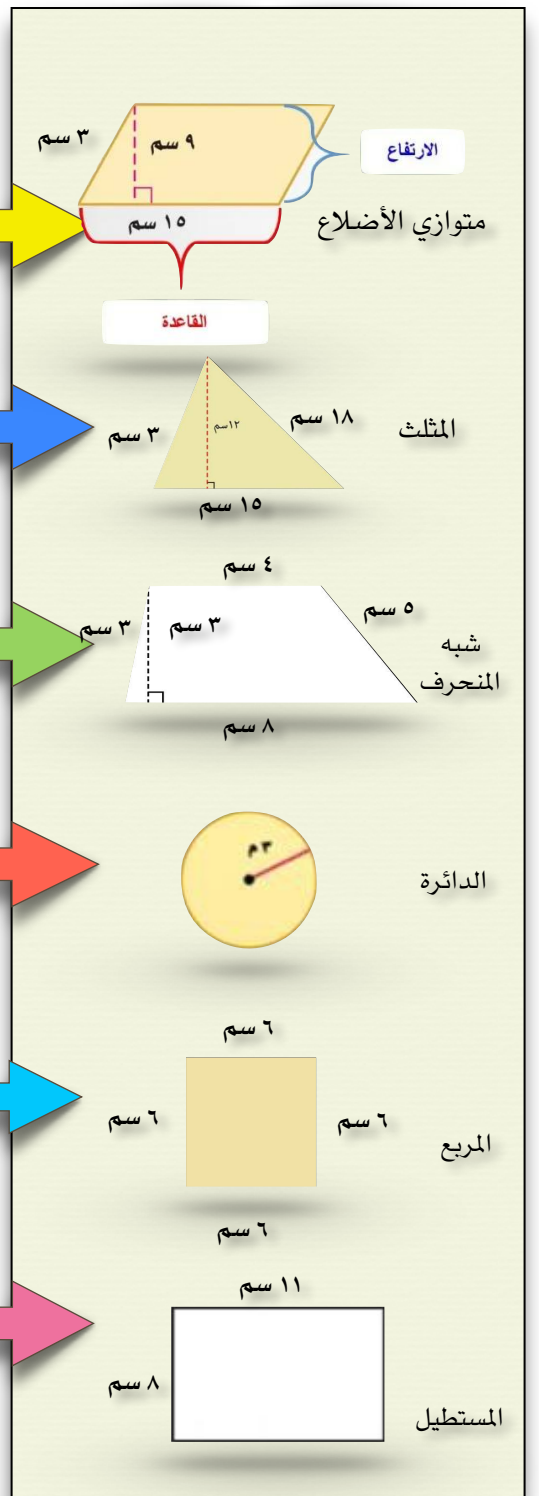 ٣ سم
٩ سم
الارتفاع
١٥ سم
متوازي الأضلاع
القاعدة
٣ سم
١٢سم
١٨ سم
المثلث
١٥ سم
٤ سم
٣ سم
٣ سم
٥ سم
شبه
المنحرف
٨ سم
٣م
الدائرة
٦ سم
٦ سم
٦ سم
المربع
٦ سم
١١ سم
٨ سم
المستطيل